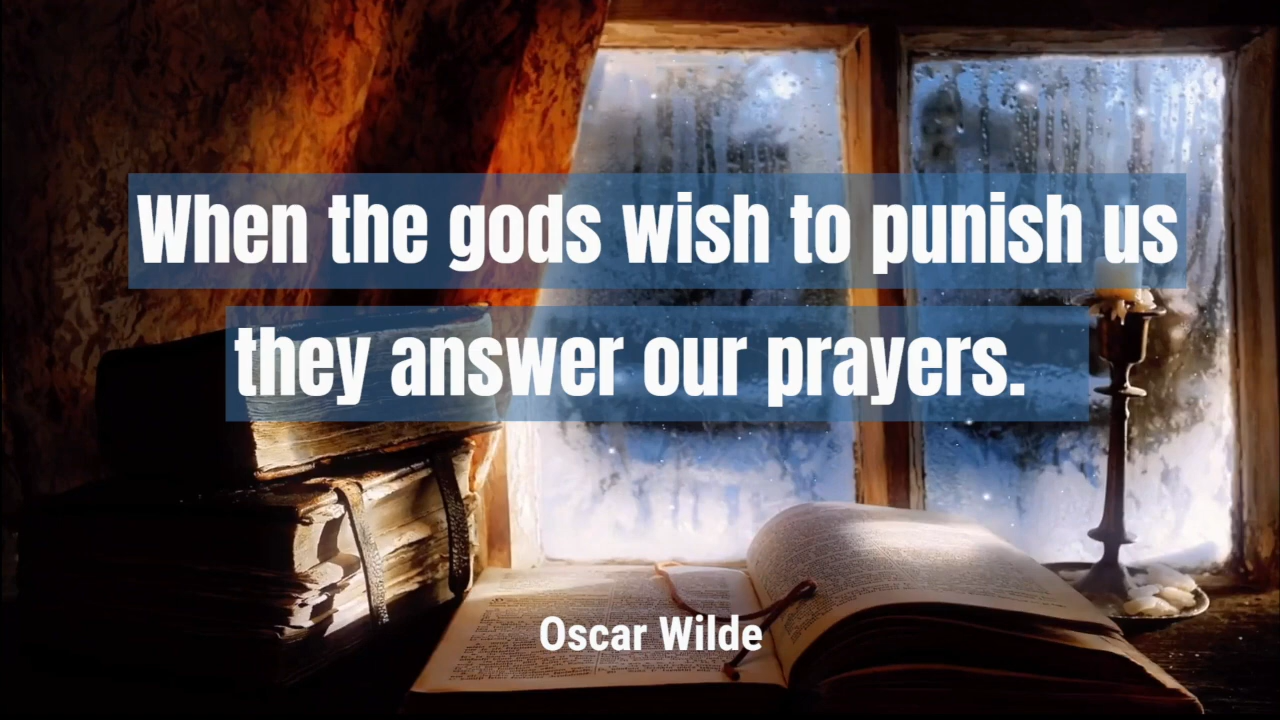 When the gods wish to punish us
they answer our prayers.
Oscar Wilde